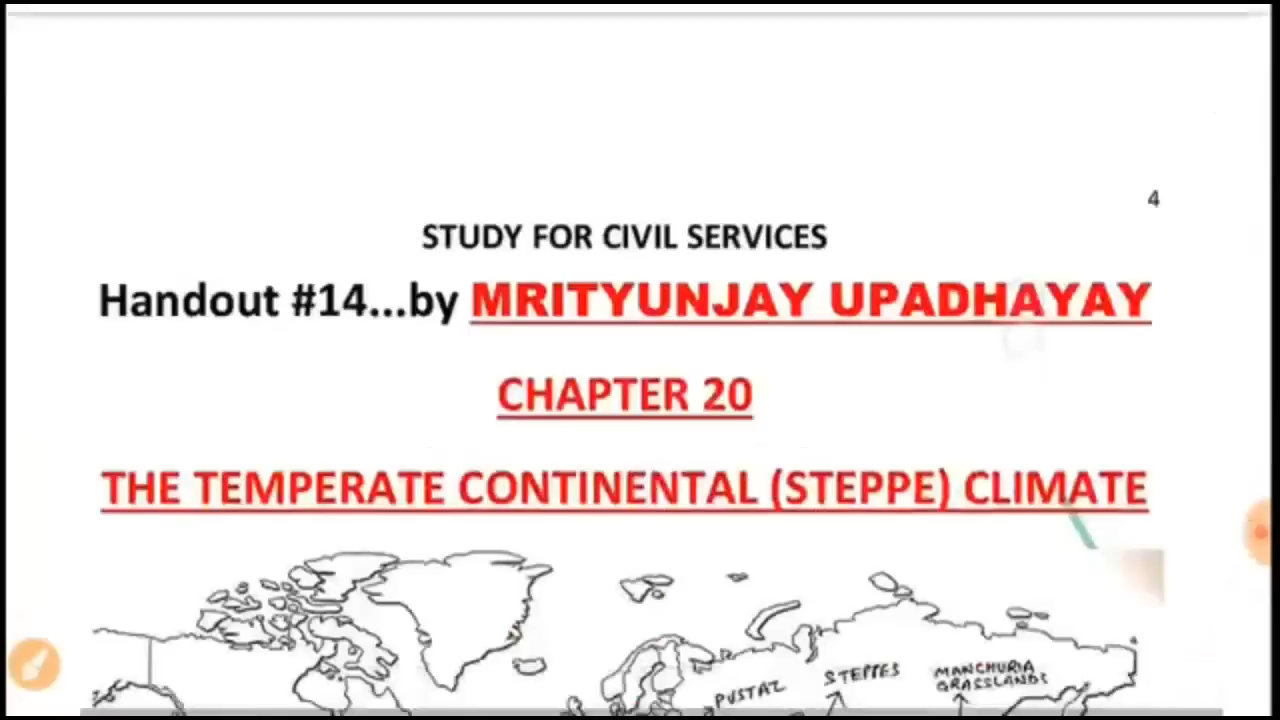 4
STUDY FOR CIVIL SERVICES
Handout #14...by MRITYUNJAY UPADHAYAY
CHAPTER 20
THE TEMPERATE CONTINENTAL (STEPPE) CLIMATE
PUSTAZ
STEPPES
MANCHURIA
GRASSLANDS